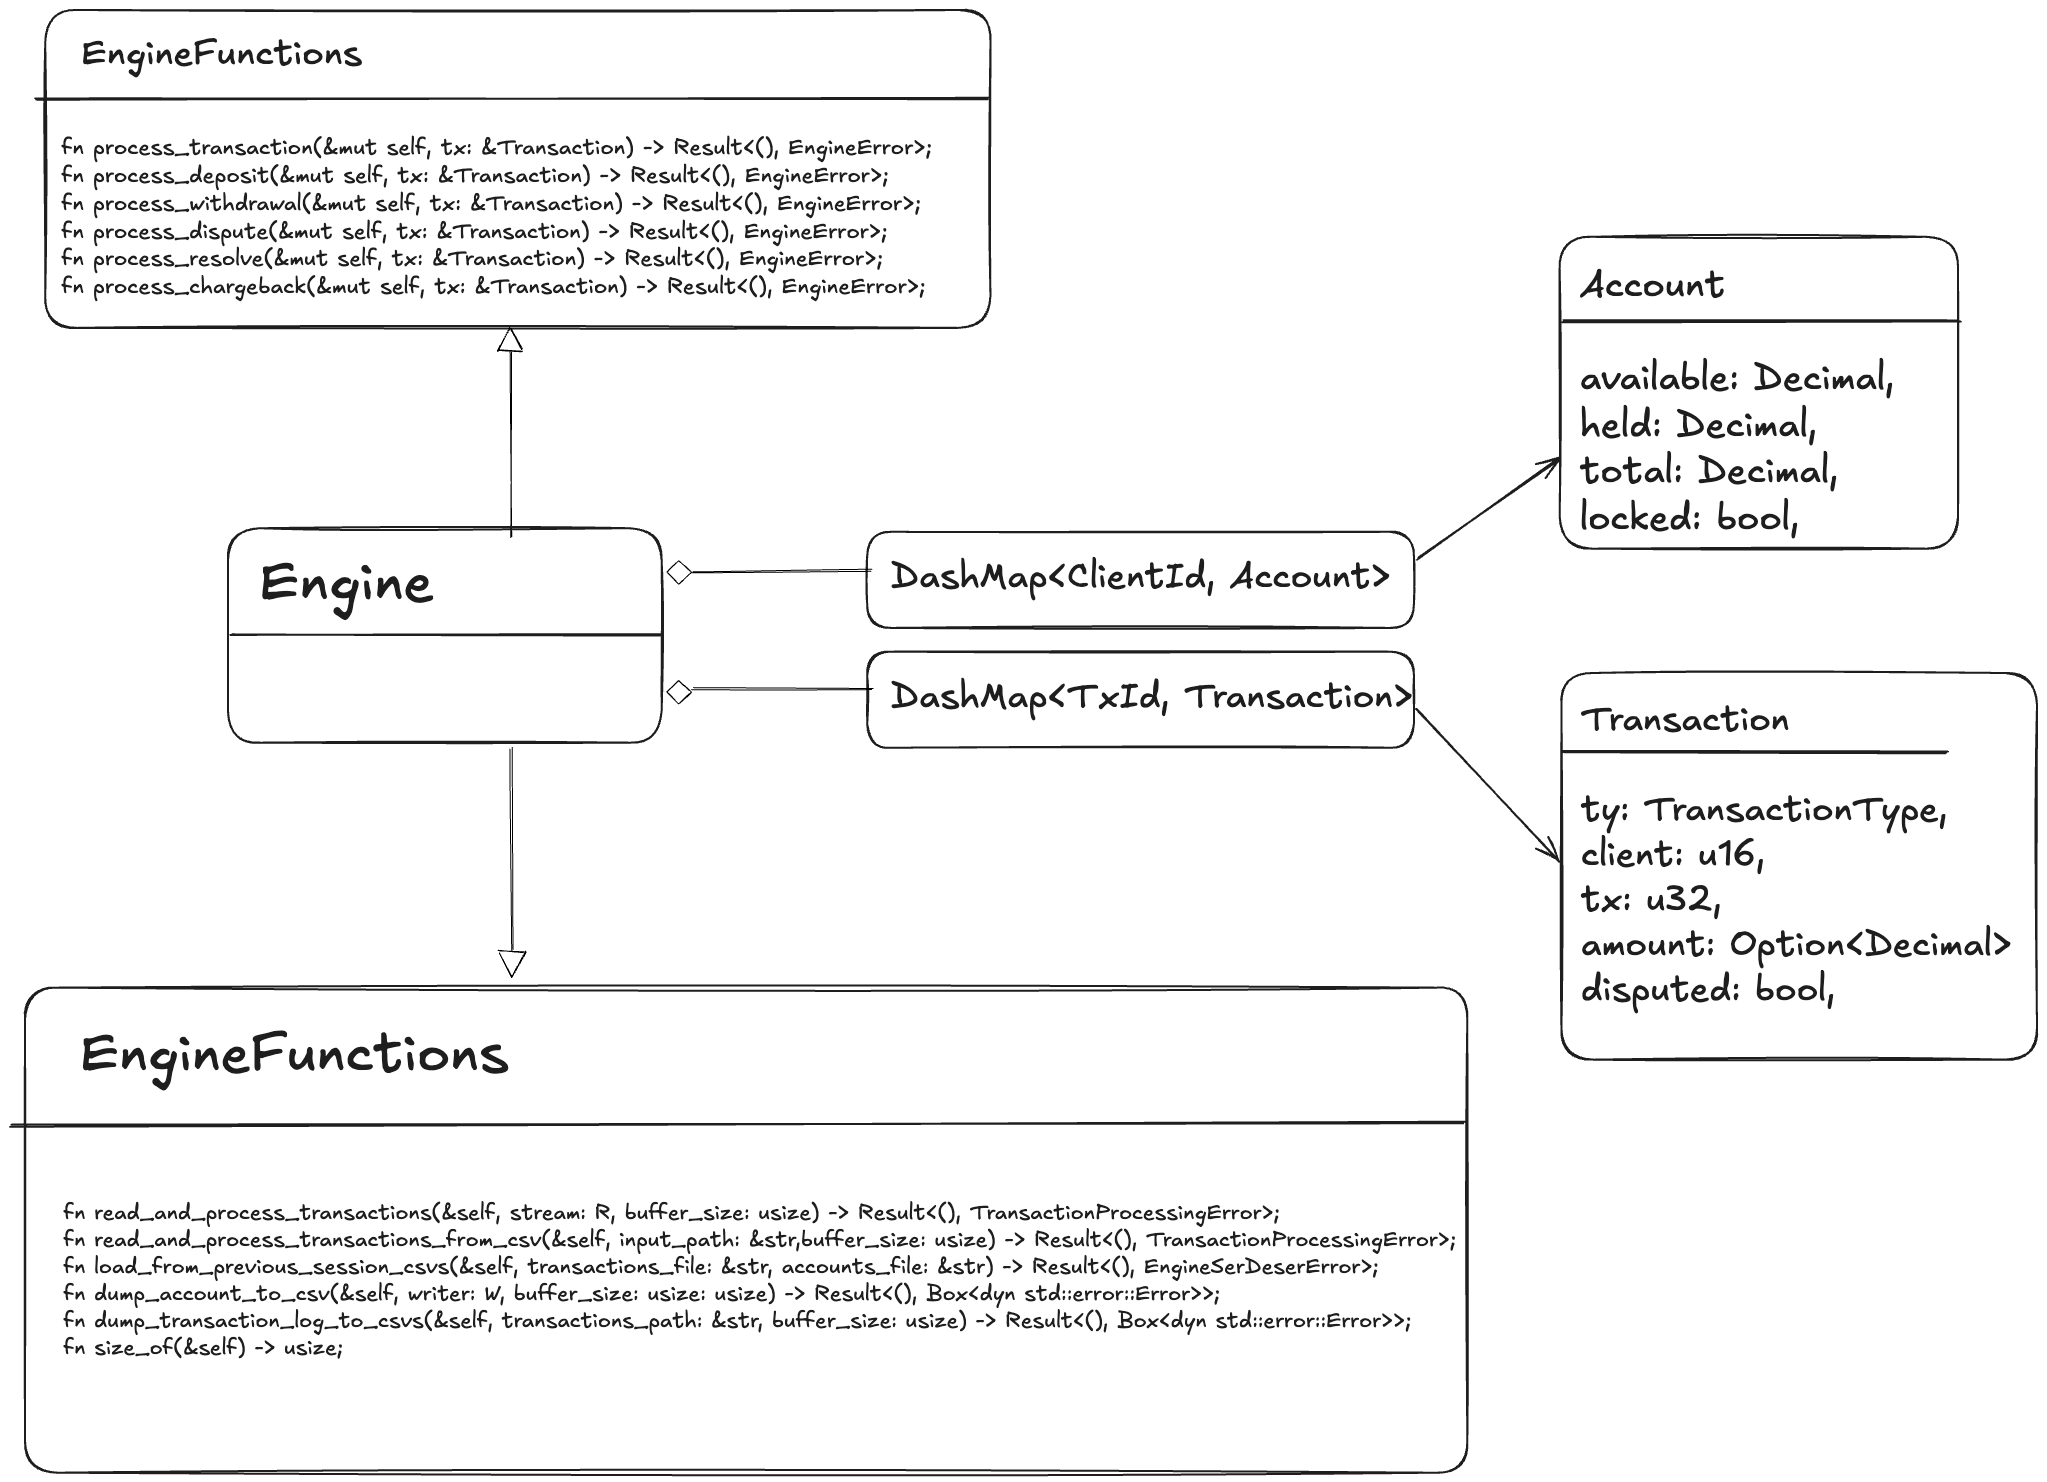 EngineFunctions
fn process_transaction(&mut self, tx: &Transaction) -> Result<(), EngineError>;
fn process_deposit(&mut self, tx: &Transaction) -> Result<(), EngineError>;
fn process_withdrawal(&mut self, tx: &Transaction) -> Result<(), EngineError>;
fn process_dispute(&mut self, tx: &Transaction) -> Result<(), EngineError>;
fn process_resolve(&mut self, tx: &Transaction) -> Result<(), EngineError>;
fn process_chargeback(&mut self, tx: &Transaction) -> Result<(), EngineError>;
Account
available: Decimal,
held: Decimal,
total: Decimal,
locked: bool,
Engine
DashMap<ClientId, Account>
DashMap<TxId, Transaction>
Transaction
ty: TransactionType,
client: u16,
tx: u32,
amount: Option<Decimal>
disputed: bool,
EngineFunctions
fn read_and_process_transactions(&self, stream: R, buffer_size: usize) -> Result<(), TransactionProcessingError>;
fn read_and_process_transactions_from_csv(&self, input_path: &str,buffer_size: usize) -> Result<(), TransactionProcessingError>;
fn load_from_previous_session_csvs(&self, transactions_file: &str, accounts_file: &str) -> Result<(), EngineSerDeserError>;
fn dump_account_to_csv(&self, writer: W, buffer_size: usize: usize) -> Result<(), Box<dyn std::error::Error>>;
fn dump_transaction_log_to_csvs(&self, transactions_path: &str, buffer_size: usize) -> Result<(), Box<dyn std::error::Error>>;
fn size_of(&self) -> usize;